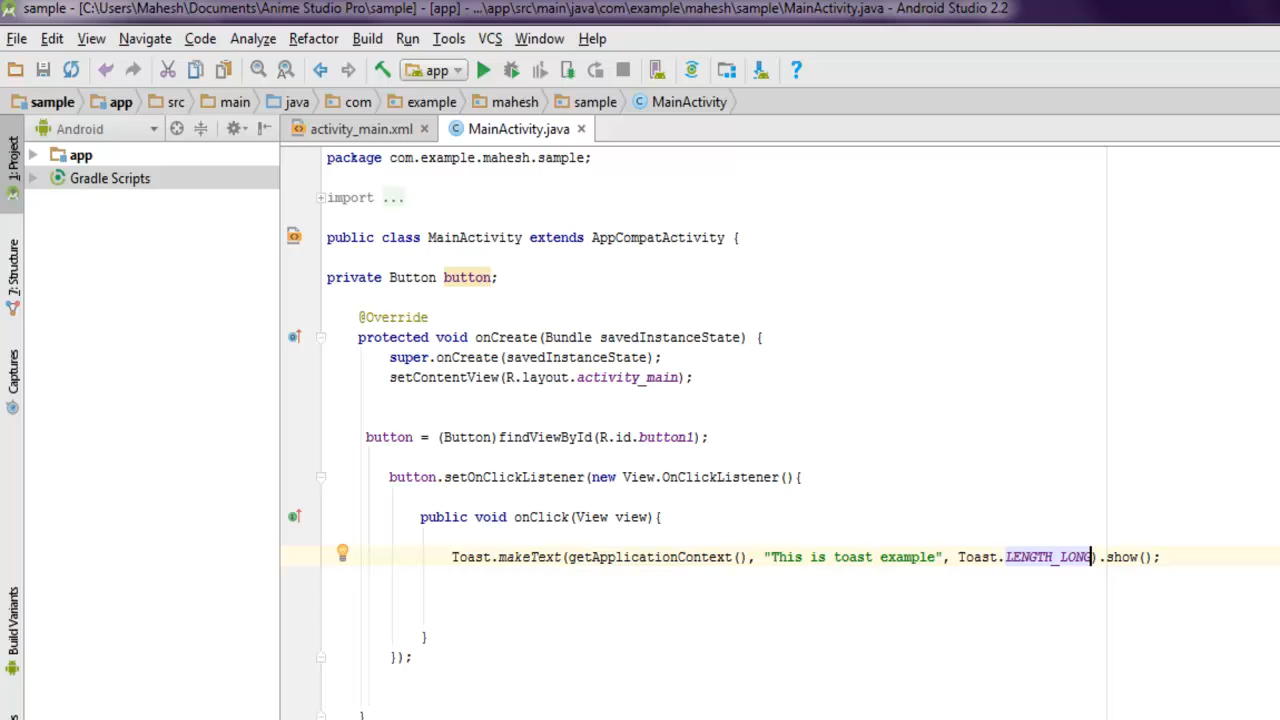 sample - [C:\Users\Mahesh\Documents\Anime Studio Pro\sample] - [app] - ...\app\src\main\java\com\example\mahesh\sample\MainActivity.java - Android Studio 2.2
File Edit View Navigate Code Analyze Refactor Build Run Tools VCS Window Help
app
sample app src main java com example mahesh sample MainActivity
Android activity_main.xml MainActivity.java
1: Project
7: Structure
Captures
Build Variants
app
Gradle Scripts
package com.example.mahesh.sample;
import ...
public class MainActivity extends AppCompatActivity {
private Button button;
@Override
protected void onCreate(Bundle savedInstanceState) {
super.onCreate(savedInstanceState);
setContentView(R.layout.activity_main);
button = (Button)findViewById(R.id.button1);
button.setOnClickListener(new View.OnClickListener(){
public void onClick(View view){
Toast.makeText(getApplicationContext(), "This is toast example", Toast.LENGTH_LONG).show();
}
});
}